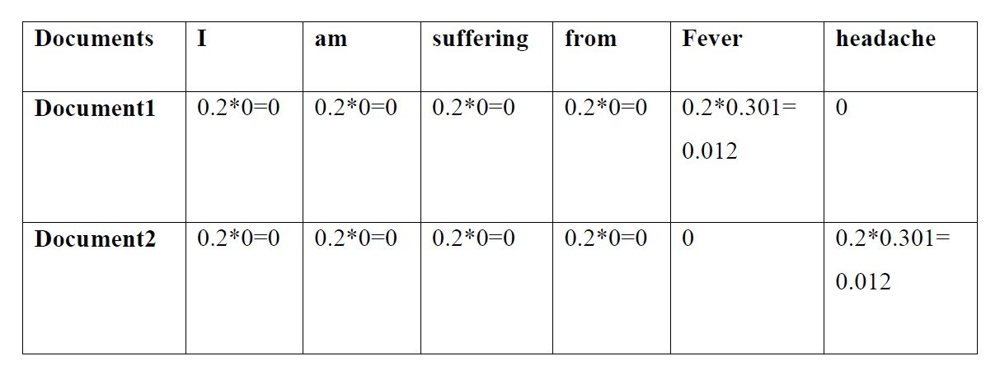 Documents I am suffering from Fever headache
Document1 0.2*0=0 0.2*0=0 0.2*0=0 0.2*0=0 0.2*0.301= 0
0.012
Document2 0.2*0=0 0.2*0=0 0.2*0=0 0.2*0=0 0 0.2*0.301=
0.012